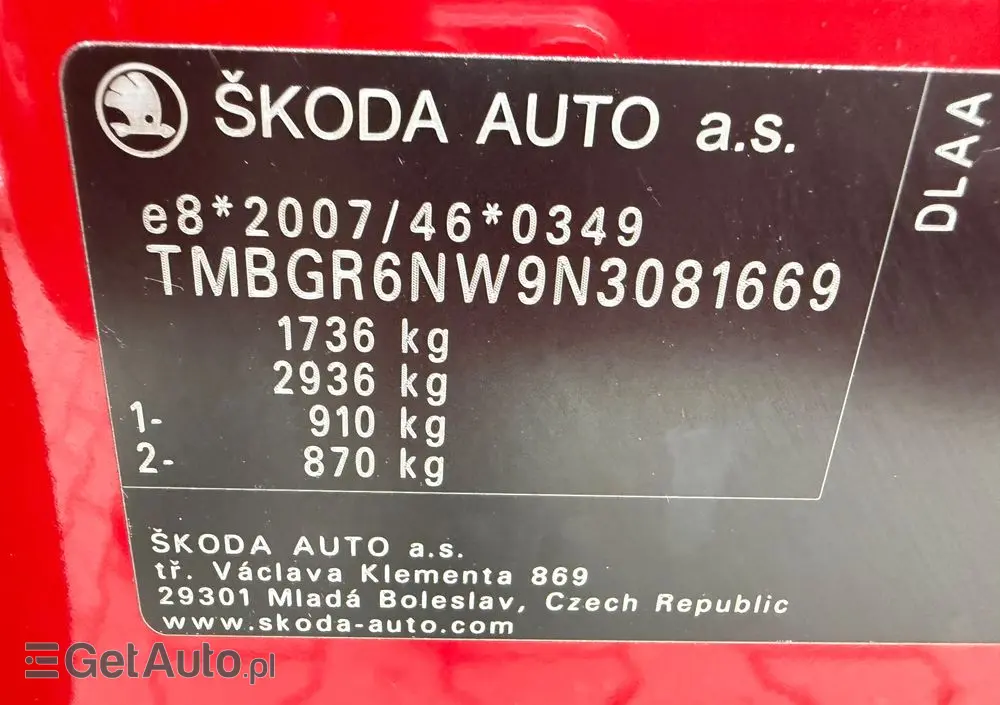 ŠKODA AUTO a.s.
DLAA
e8*2007/46*0349
TMBGR6NW9N3081669
1736 kg
2936 kg
1- 910 kg
2- 870 kg
ŠKODA AUTO a.s.
tř. Václava Klementa 869
29301 Mladá Boleslav, Czech Republic
www.skoda-auto.com
GetAuto.pl